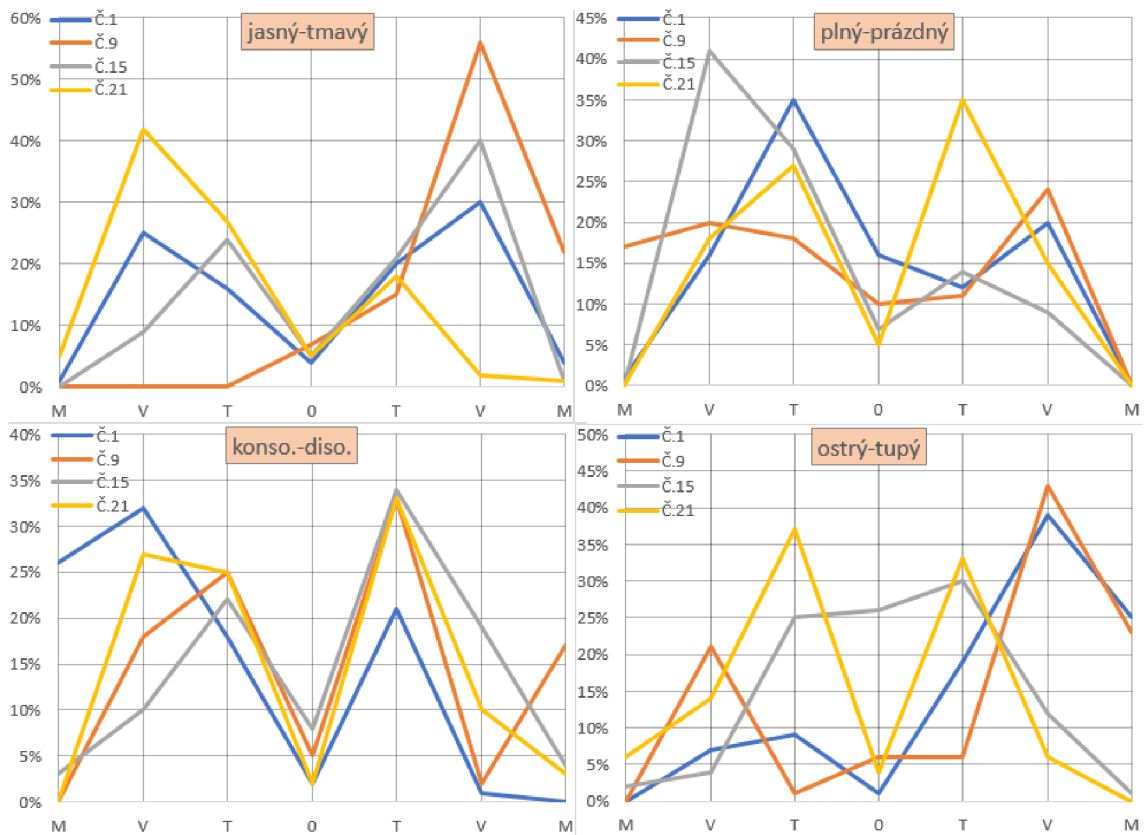 jasný-tmavý
Č.1
Č.9
Č.15
Č.21
60%
50%
40%
30%
20%
10%
0%
M V T 0 T V M
plný-prázdný
Č.1
Č.9
Č.15
Č.21
45%
40%
35%
30%
25%
20%
15%
10%
5%
0%
M V T 0 T V M
konso.-diso.
Č.1
Č.9
Č.15
Č.21
40%
35%
30%
25%
20%
15%
10%
5%
0%
M V T 0 T V M
ostrý-tupý
Č.1
Č.9
Č.15
Č.21
50%
45%
40%
35%
30%
25%
20%
15%
10%
5%
0%
M V T 0 T V M